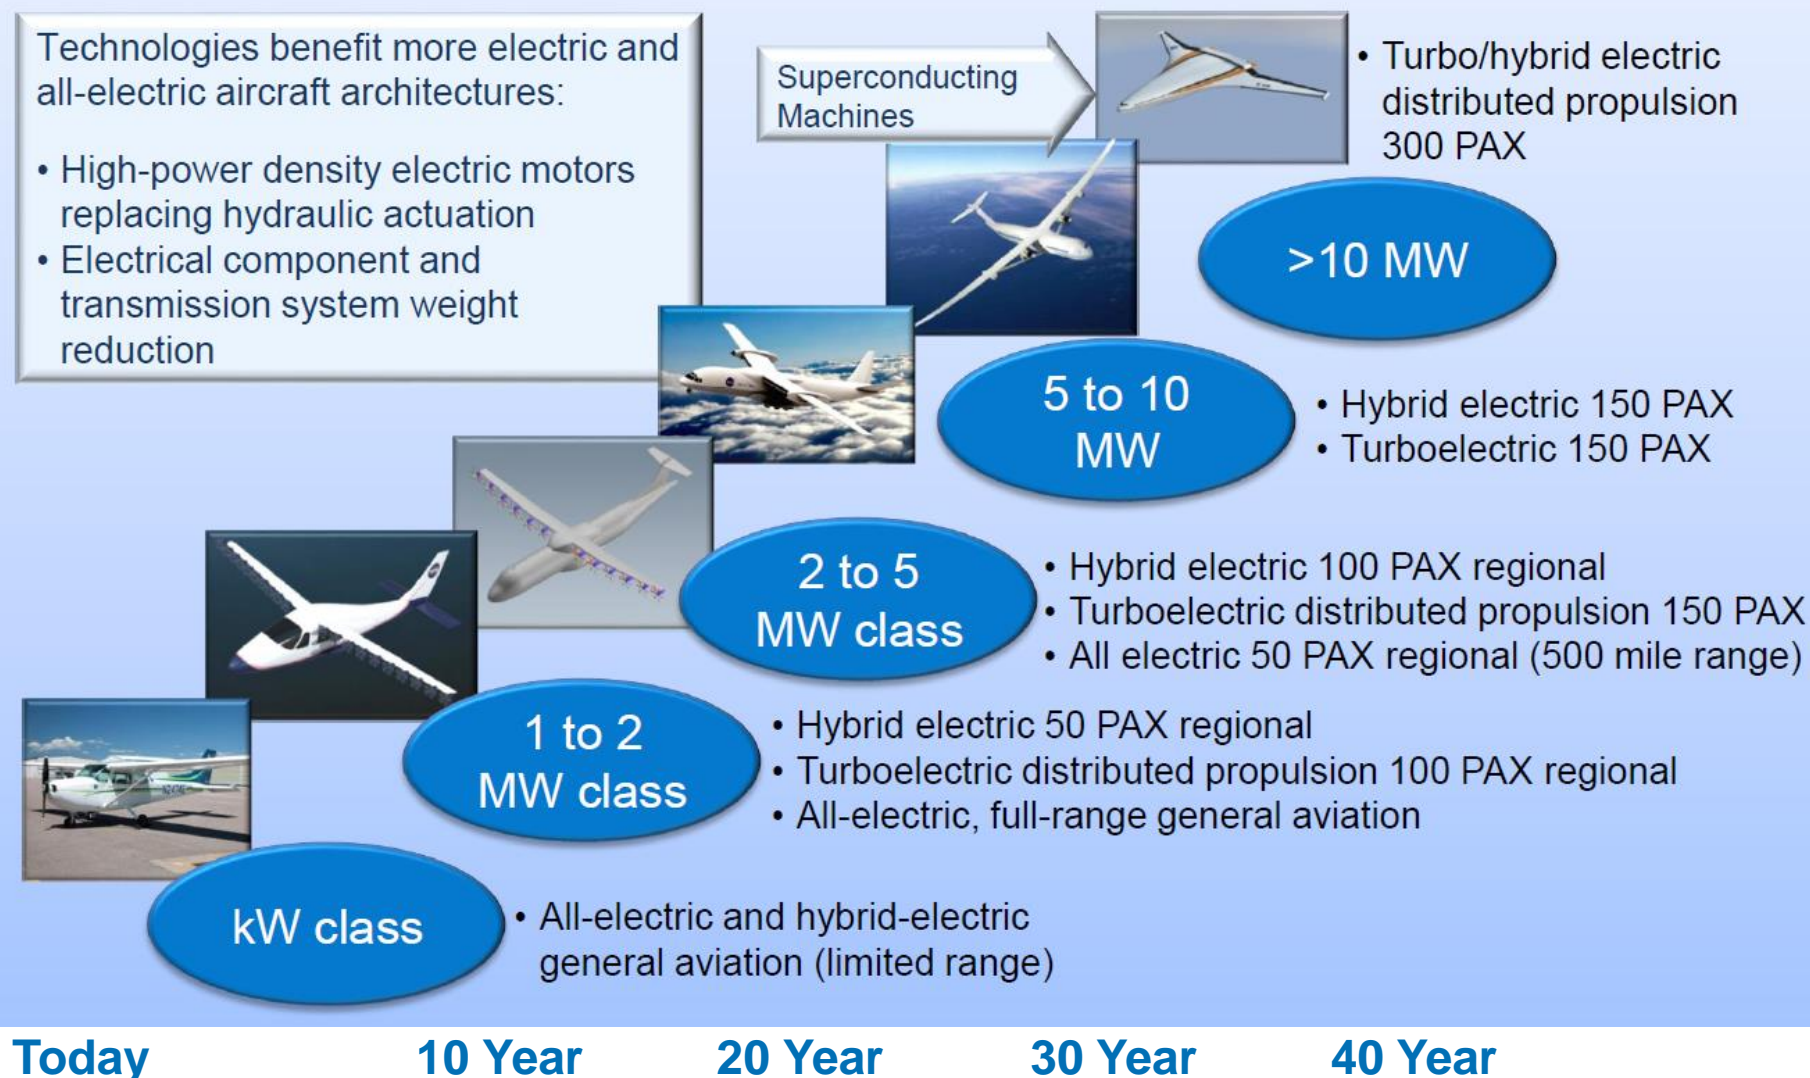 Technologies benefit more electric and
all-electric aircraft architectures:
• High-power density electric motors
replacing hydraulic actuation
• Electrical component and
transmission system weight
reduction
Superconducting
Machines
• Turbo/hybrid electric
distributed propulsion
300 PAX
>10 MW
5 to 10
MW
• Hybrid electric 150 PAX
• Turboelectric 150 PAX
2 to 5
MW class
• Hybrid electric 100 PAX regional
• Turboelectric distributed propulsion 150 PAX
• All electric 50 PAX regional (500 mile range)
1 to 2
MW class
• Hybrid electric 50 PAX regional
• Turboelectric distributed propulsion 100 PAX regional
• All-electric, full-range general aviation
kW class
• All-electric and hybrid-electric
general aviation (limited range)
Today 10 Year 20 Year 30 Year 40 Year